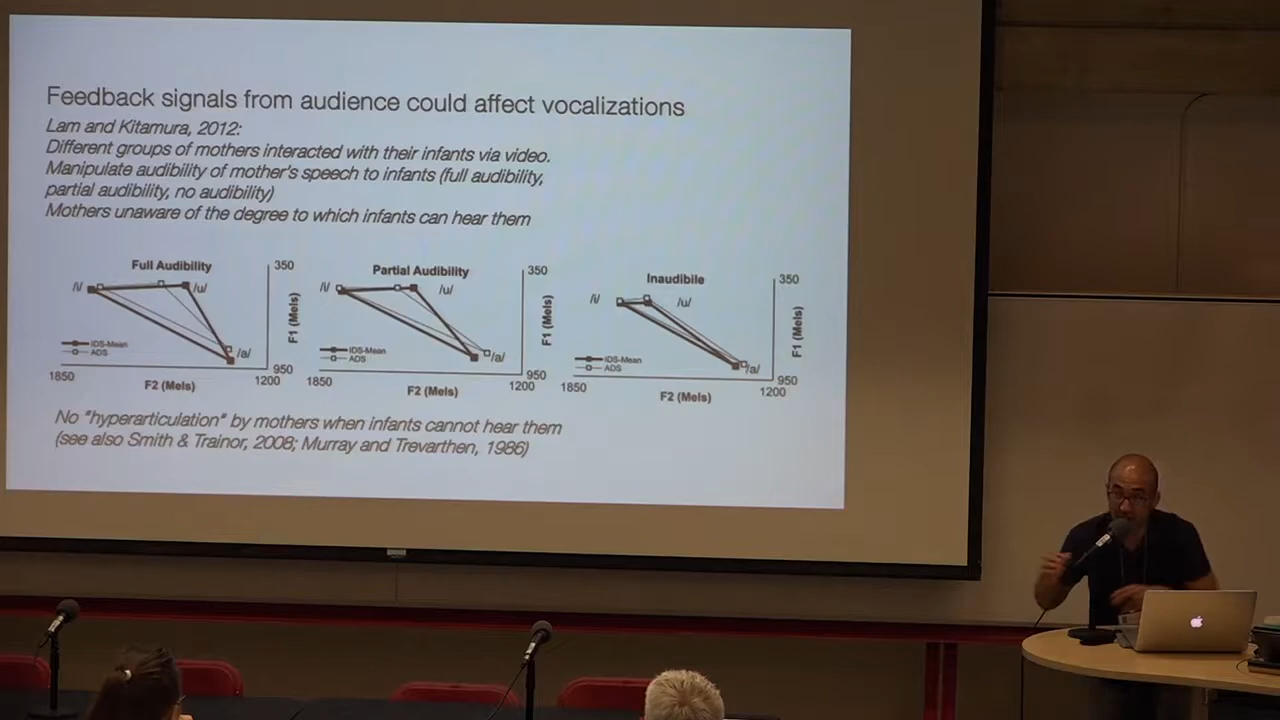 Feedback signals from audience could affect vocalizations
Lam and Kitamura, 2012:
Different groups of mothers interacted with their infants via video.
Manipulate audibility of mother's speech to infants (full audibility,
partial audibility, no audibility)
Mothers unaware of the degree to which infants can hear them
Full Audibility
/i/
/u/
/a/
IDS-Mean
ADS
350
F1 (Mels)
950
1850
F2 (Mels)
1200
Partial Audibility
/i/
/u/
/a/
IDS-Mean
ADS
350
F1 (Mels)
950
1850
F2 (Mels)
1200
Inaudibile
/i/
/u/
/a/
IDS-Mean
ADS
350
F1 (Mels)
950
1850
F2 (Mels)
1200
No "hyperarticulation" by mothers when infants cannot hear them
(see also Smith & Trainor, 2008; Murray and Trevarthen, 1986)